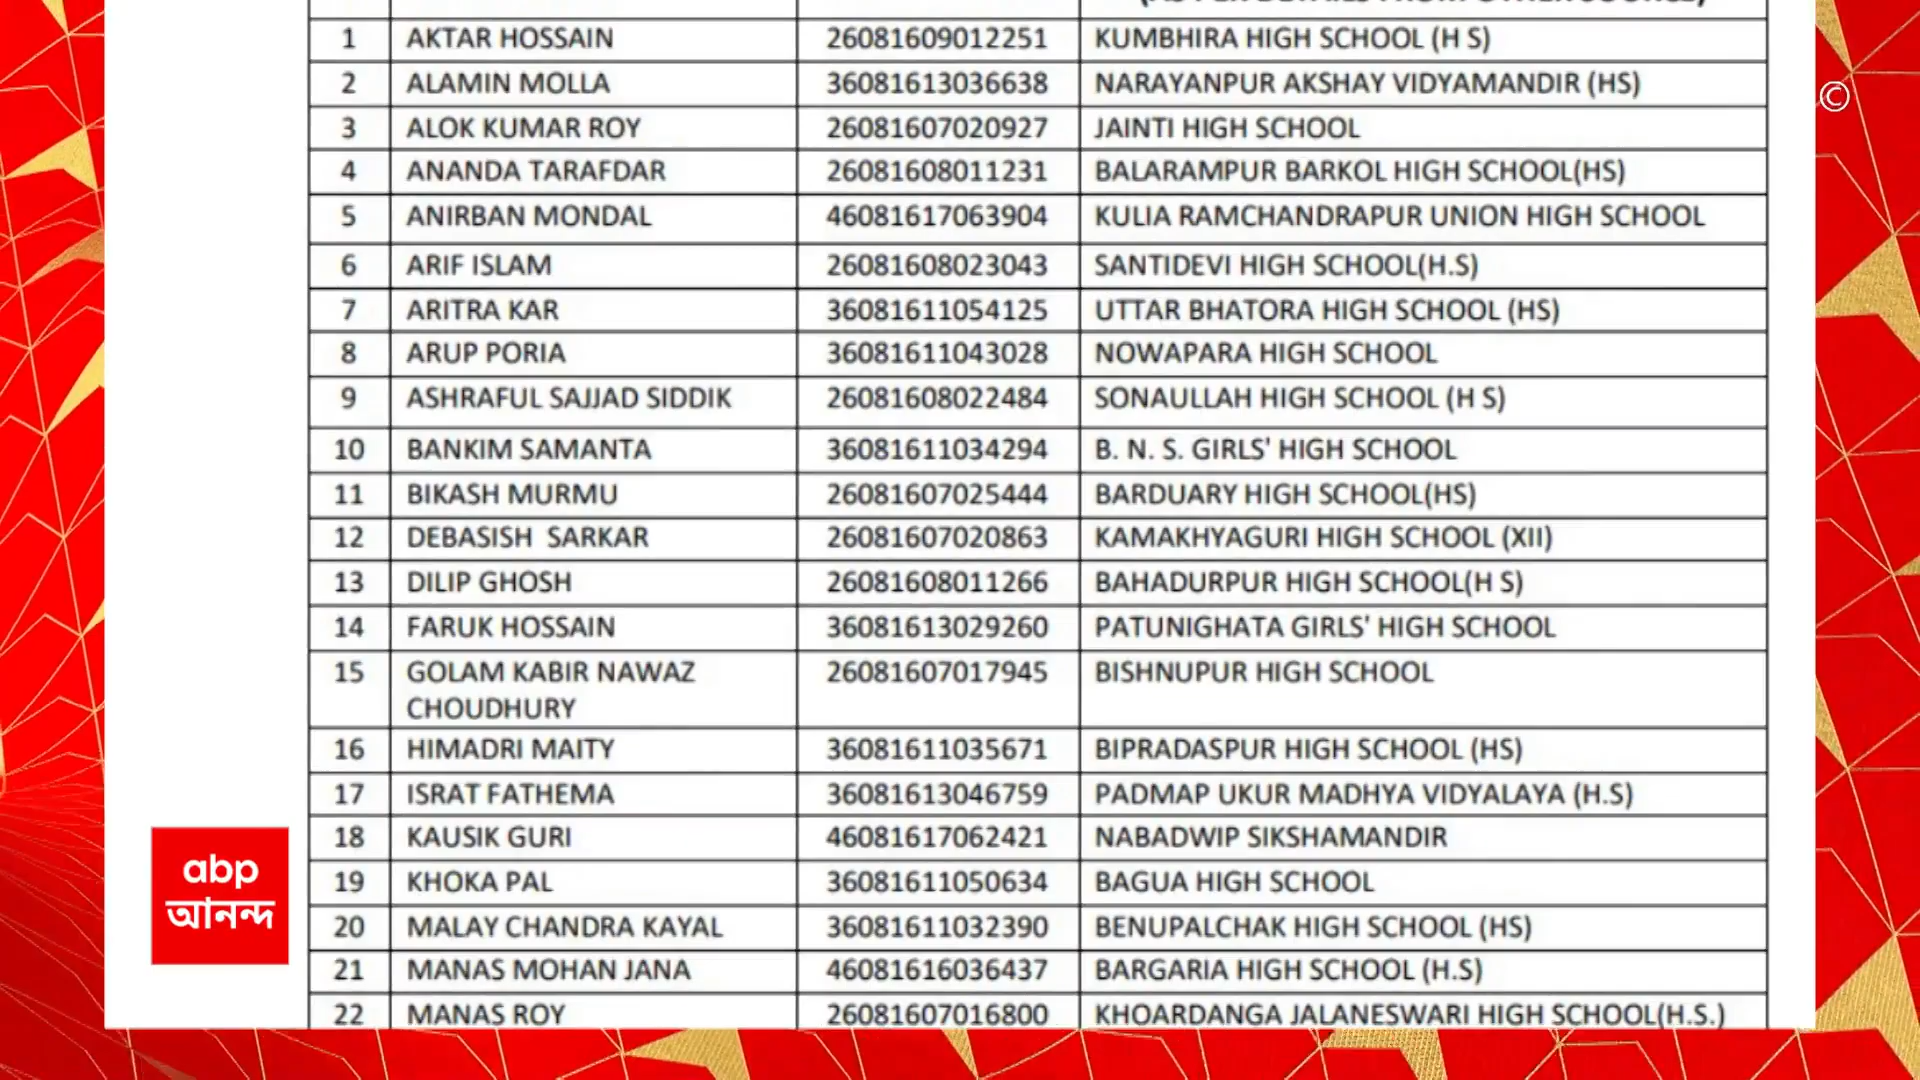 1 AKTAR HOSSAIN 26081609012251 KUMBHIRA HIGH SCHOOL (H S)
2 ALAMIN MOLLA 36081613036638 NARAYANPUR AKSHAY VIDYAMANDIR (HS)
©
3 ALOK KUMAR ROY 26081607020927 JAINTI HIGH SCHOOL
4 ANANDA TARAFDAR 26081608011231 BALARAMPUR BARKOL HIGH SCHOOL(HS)
5 ANIRBAN MONDAL 46081617063904 KULIA RAMCHANDRAPUR UNION HIGH SCHOOL
6 ARIF ISLAM 26081608023043 SANTIDEVI HIGH SCHOOL(H.S)
7 ARITRA KAR 36081611054125 UTTAR BHATORA HIGH SCHOOL (HS)
8 ARUP PORIA 36081611043028 NOWAPARA HIGH SCHOOL
9 ASHRAFUL SAJJAD SIDDIK 26081608022484 SONAULLAH HIGH SCHOOL (H S)
10 BANKIM SAMANTA 36081611034294 B. N. S. GIRLS' HIGH SCHOOL
11 BIKASH MURMU 26081607025444 BARDUARY HIGH SCHOOL(HS)
12 DEBASISH SARKAR 26081607020863 KAMAKHYAGURI HIGH SCHOOL (XII)
13 DILIP GHOSH 26081608011266 BAHADURPUR HIGH SCHOOL(H S)
14 FARUK HOSSAIN 36081613029260 PATUNIGHATA GIRLS' HIGH SCHOOL
15 GOLAM KABIR NAWAZ 26081607017945 BISHNUPUR HIGH SCHOOL
CHOUDHURY
16 HIMADRI MAITY 36081611035671 BIPRADASPUR HIGH SCHOOL (HS)
17 ISRAT FATHEMA 36081613046759 PADMAP UKUR MADHYA VIDYALAYA (H.S)
18 KAUSIK GURI 46081617062421 NABADWIP SIKSHAMANDIR
19 KHOKA PAL 36081611050634 BAGUA HIGH SCHOOL
20 MALAY CHANDRA KAYAL 36081611032390 BENUPALCHAK HIGH SCHOOL (HS)
21 MANAS MOHAN JANA 46081616036437 BARGARIA HIGH SCHOOL (H.S)
22 MANAS ROY 26081607016800 KHOARDANGA JALANESWARI HIGH SCHOOL(H.S.)
abp
আনন্দ